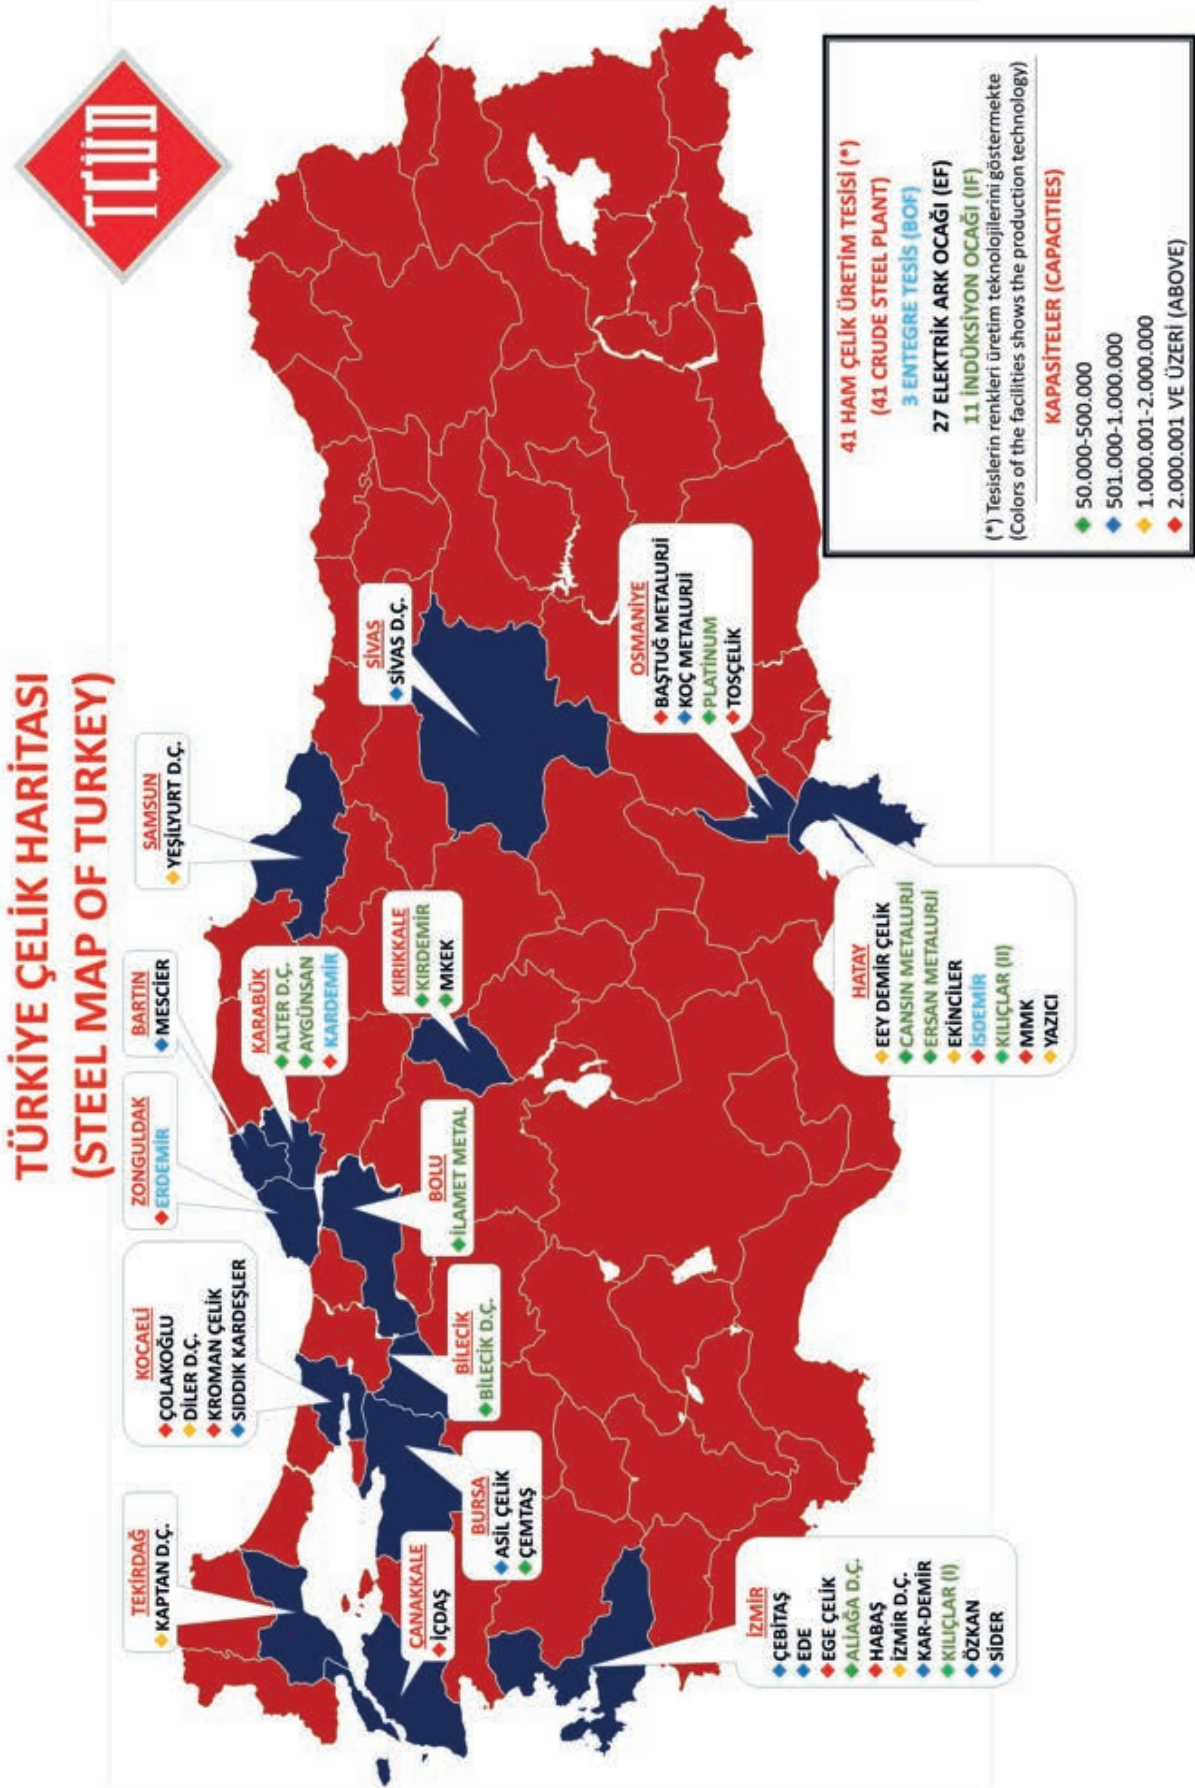 TÜRKİYE ÇELİK HARİTASI
(STEEL MAP OF TURKEY)
TÇÜD
TEKİRDAĞ
KAPTAN D.Ç.
KOCAELİ
ÇOLAKOĞLU
DİLER D.Ç.
KROMAN ÇELİK
SIDDIK KARDEŞLER
ZONGULDAK
ERDEMİR
BARTIN
MESCİER
KARABÜK
ALTER D.Ç.
AYGÜNSAN
KARDEMİR
SAMSUN
YEŞİLYURT D.Ç.
SİVAS
SİVAS D.Ç.
KIRIKKALE
KIRDEMİR
MKEK
BOLU
İLAMET METAL
BİLECİK
BİLECİK D.Ç.
BURSA
ASİL ÇELİK
ÇEMTAŞ
ÇANAKKALE
İÇDAŞ
İZMİR
ÇEBİTAŞ
EDE
EGE ÇELİK
ALİAĞA D.Ç.
HABAŞ
İZMİR D.Ç.
KAR-DEMİR
KILIÇLAR (I)
ÖZKAN
SİDER
HATAY
EEY DEMİR ÇELİK
CANSIN METALURJİ
ERSAN METALURJİ
EKİNCİLER
İSDEMİR
KILIÇLAR (II)
MMK
YAZICI
OSMANİYE
BAŞTUĞ METALURJİ
KOÇ METALURJİ
PLATİNUM
TOSÇELİK
41 HAM ÇELİK ÜRETİM TESİSİ (*)
(41 CRUDE STEEL PLANT)
3 ENTEGRE TESİS (BOF)
27 ELEKTRİK ARK OCAĞI (EF)
11 İNDÜKSİYON OCAĞI (IF)
(*) Tesislerin renkleri üretim teknolojilerini göstermekte
(Colors of the facilities shows the production technology)
KAPASİTELER (CAPACITIES)
50.000-500.000
501.000-1.000.000
1.000.001-2.000.000
2.000.001 VE ÜZERİ (ABOVE)